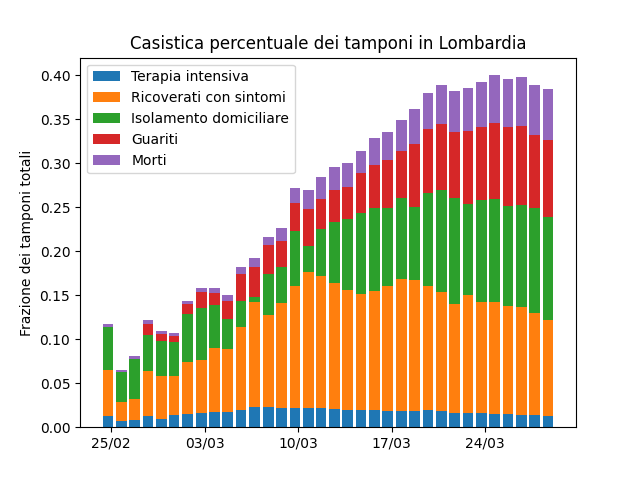 Casistica percentuale dei tamponi in Lombardia
Terapia intensiva
Ricoverati con sintomi
Isolamento domiciliare
Guariti
Morti
Frazione dei tamponi totali
0.40
0.35
0.30
0.25
0.20
0.15
0.10
0.05
0.00
25/02 03/03 10/03 17/03 24/03